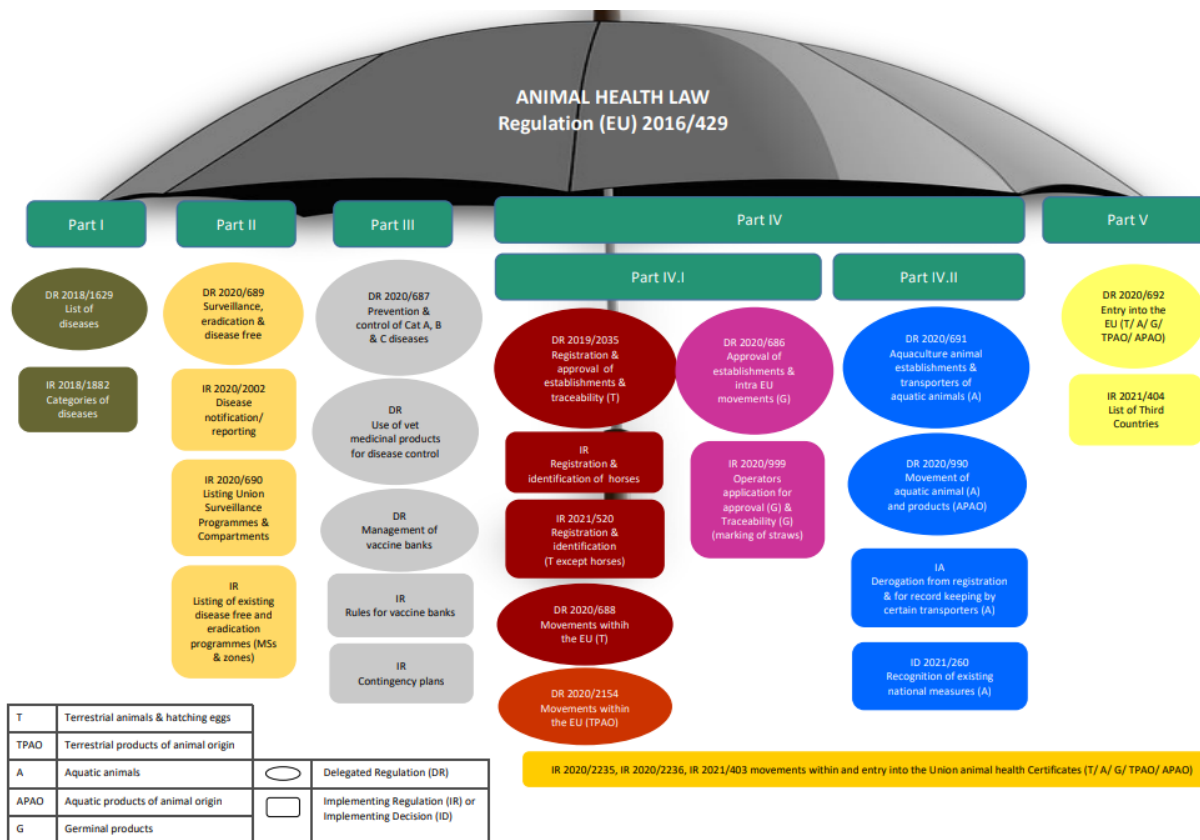 ANIMAL HEALTH LAW
Regulation (EU) 2016/429
Part I
Part II
Part III
Part IV
Part V
Part IV.I
Part IV.II
DR 2018/1629
List of
diseases
IR 2018/1882
Categories of
diseases
DR 2020/689
Surveillance,
eradication &
disease free
IR 2020/2002
Disease
notification/
reporting
IR 2020/690
Listing Union
Surveillance
Programmes &
Compartments
IR
Listing of existing
disease free and
eradication
programmes (MSs
& zones)
DR 2020/687
Prevention &
control of Cat A, B
& C diseases
DR
Use of vet
medicinal products
for disease control
DR
Management of
vaccine banks
IR
Rules for vaccine banks
IR
Contingency plans
DR 2019/2035
Registration &
approval of
establishments &
traceability (T)
IR
Registration &
identification of horses
IR 2021/520
Registration &
identification
(T except horses)
DR 2020/688
Movements withih
the EU (T)
DR 2020/2154
Movements within
the EU (TPAO)
DR 2020/686
Approval of
establishments &
intra EU
movements (G)
IR 2020/999
Operators
application for
approval (G) &
Traceability (G)
(marking of straws)
DR 2020/691
Aquaculture animal
establishments &
transporters of
aquatic animals (A)
DR 2020/990
Movement of
aquatic animal (A)
and products (APAO)
IA
Derogation from registration
& for record keeping by
certain transporters (A)
ID 2021/260
Recognition of existing
national measures (A)
DR 2020/692
Entry into the
EU (T/ A/ G/
TPAO/ APAO)
IR 2021/404
List of Third
Countries
IR 2020/2235, IR 2020/2236, IR 2021/403 movements within and entry into the Union animal health Certificates (T/ A/ G/ TPAO/ APAO)
T Terrestrial animals & hatching eggs
TPAO Terrestrial products of animal origin
A Aquatic animals
Delegated Regulation (DR)
APAO Aquatic products of animal origin
Implementing Regulation (IR) or
Implementing Decision (ID)
G Germinal products